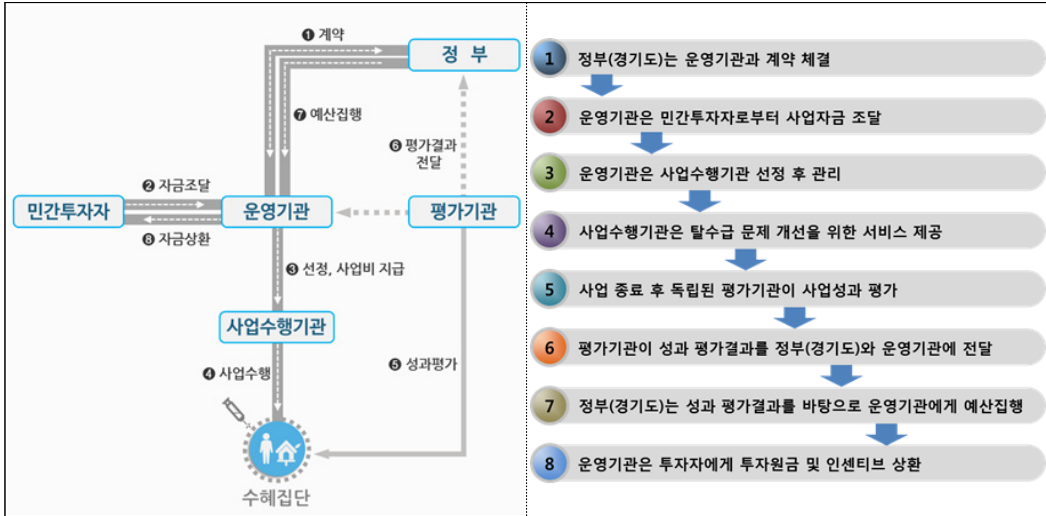 ❶ 계약
정 부
❼ 예산집행
❻ 평가결과
전달
❷ 자금조달
민간투자자
운영기관
평가기관
❽ 자금상환
❸ 선정, 사업비 지급
사업수행기관
❹ 사업수행
❺ 성과평가
수혜집단
1 정부(경기도)는 운영기관과 계약 체결
2 운영기관은 민간투자자로부터 사업자금 조달
3 운영기관은 사업수행기관 선정 후 관리
4 사업수행기관은 탈수급 문제 개선을 위한 서비스 제공
5 사업 종료 후 독립된 평가기관이 사업성과 평가
6 평가기관이 성과 평가결과를 정부(경기도)와 운영기관에 전달
7 정부(경기도)는 성과 평가결과를 바탕으로 운영기관에게 예산집행
8 운영기관은 투자자에게 투자원금 및 인센티브 상환